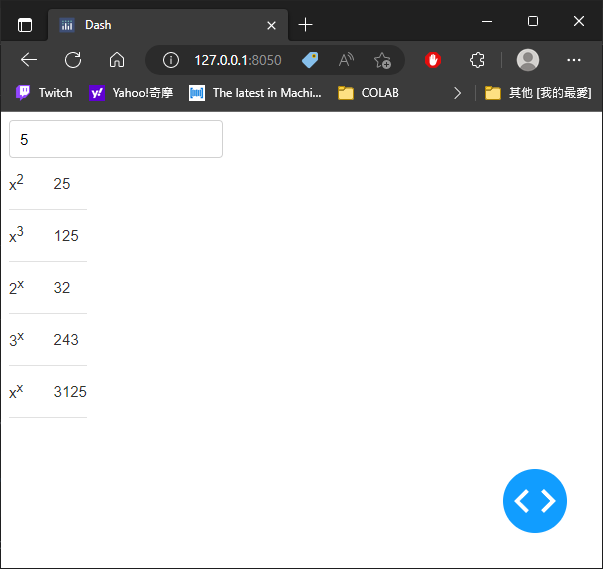 Dash
127.0.0.1:8050
Twitch Yahoo!奇摩 The latest in Machi... COLAB 其他 [我的最愛]
5
x² 25
x³ 125
2ˣ 32
3ˣ 243
xˣ 3125